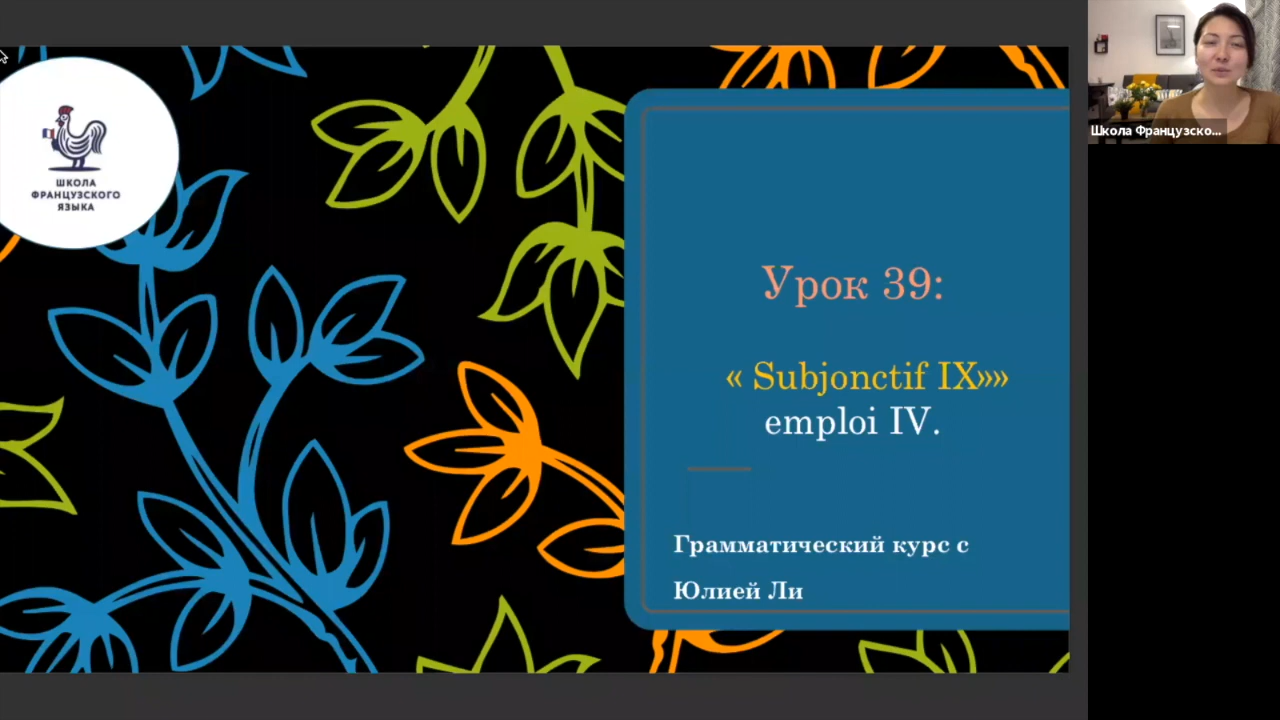 ШКОЛА
ФРАНЦУЗСКОГО
ЯЗЫКА
Урок 39:
« Subjonctif IX»»
emploi IV.
Грамматический курс с
Юлией Ли
Школа Французско...